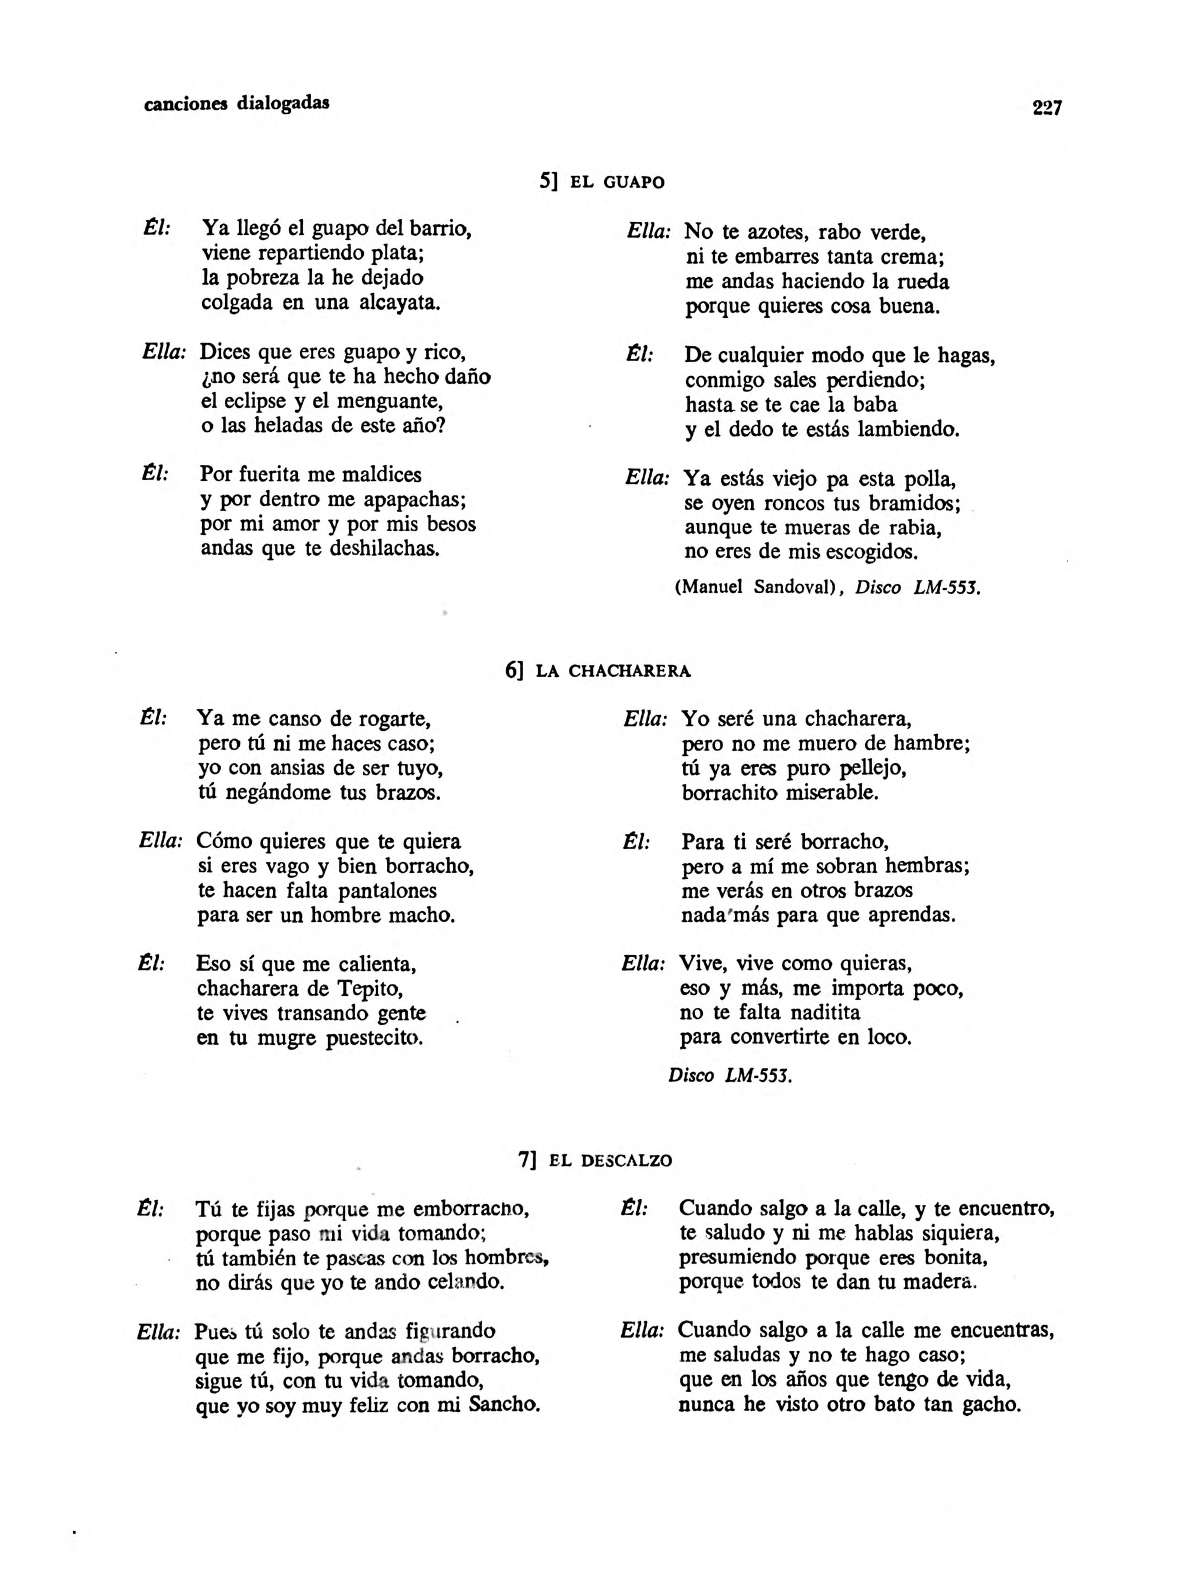 canciones dialogadas
227
5] EL GUAPO
Él: Ya llegó el guapo del barrio,
viene repartiendo plata;
la pobreza la he dejado
colgada en una alcayata.
Ella: Dices que eres guapo y rico,
¿no será que te ha hecho daño
el eclipse y el menguante,
o las heladas de este año?
Él: Por fuerita me maldices
y por dentro me apapachas;
por mi amor y por mis besos
andas que te deshilachas.
Ella: No te azotes, rabo verde,
ni te embarres tanta crema;
me andas haciendo la rueda
porque quieres cosa buena.
Él: De cualquier modo que le hagas,
conmigo sales perdiendo;
hasta se te cae la baba
y el dedo te estás lambiendo.
Ella: Ya estás viejo pa esta polla,
se oyen roncos tus bramidos;
aunque te mueras de rabia,
no eres de mis escogidos.
(Manuel Sandoval), Disco LM-553.
6] LA CHACHARERA
Él: Ya me canso de rogarte,
pero tú ni me haces caso;
yo con ansias de ser tuyo,
tú negándome tus brazos.
Ella: Cómo quieres que te quiera
si eres vago y bien borracho,
te hacen falta pantalones
para ser un hombre macho.
Él: Eso sí que me calienta,
chacharera de Tepito,
te vives transando gente
en tu mugre puestecito.
Ella: Yo seré una chacharera,
pero no me muero de hambre;
tú ya eres puro pellejo,
borrachito miserable.
Él: Para ti seré borracho,
pero a mí me sobran hembras;
me verás en otros brazos
nada'más para que aprendas.
Ella: Vive, vive como quieras,
eso y más, me importa poco,
no te falta naditita
para convertirte en loco.
Disco LM-553.
7] EL DESCALZO
Él: Tú te fijas porque me emborracho,
porque paso mi vida tomando;
tú también te paseas con los hombres,
no dirás que yo te ando celando.
Ella: Pues tú solo te andas figurando
que me fijo, porque andas borracho,
sigue tú, con tu vida tomando,
que yo soy muy feliz con mi Sancho.
Él: Cuando salgo a la calle, y te encuentro,
te saludo y ni me hablas siquiera,
presumiendo porque eres bonita,
porque todos te dan tu madera.
Ella: Cuando salgo a la calle me encuentras,
me saludas y no te hago caso;
que en los años que tengo de vida,
nunca he visto otro bato tan gacho.